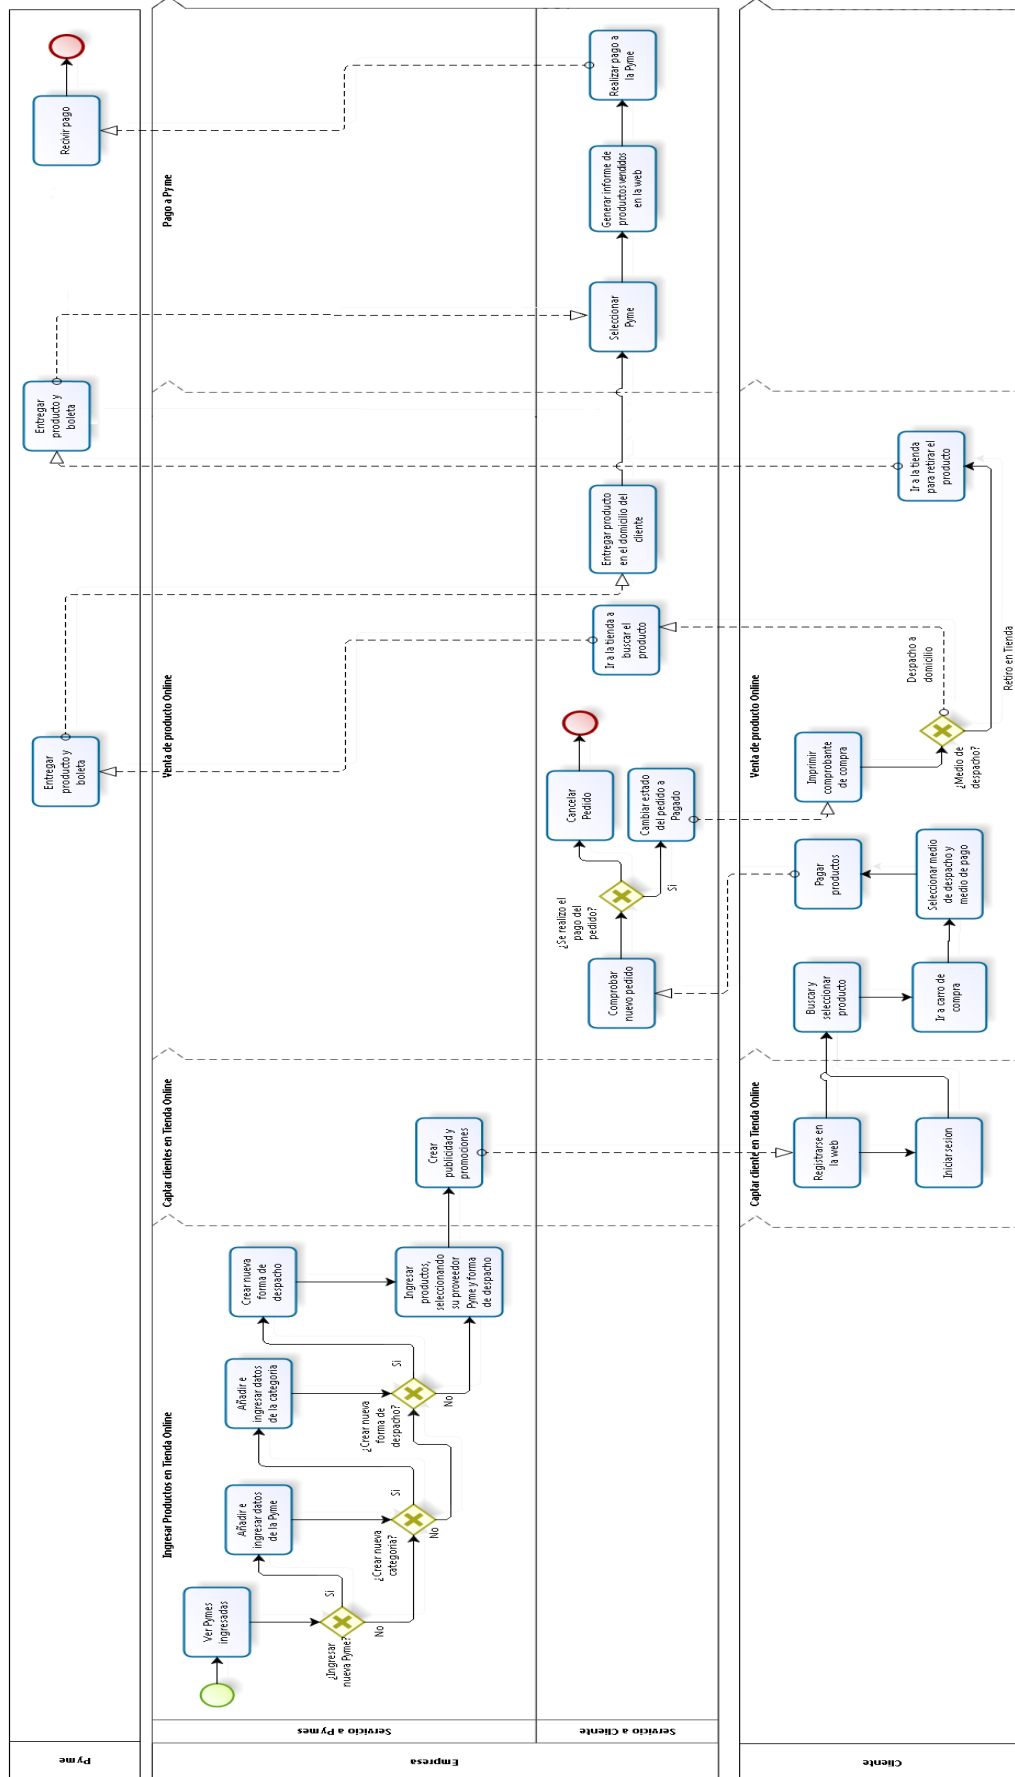 Pyme
Entregar
producto y
boleta
Entregar
producto y
boleta
Recivir pago
Empresa
Servicio a Pymes
Ingresar Productos en Tienda Online
Captar clientes en Tienda Online
Venta de producto Online
Pago a Pyme
Ver Pymes
ingresadas
¿Ingresar
nueva Pyme?
Si
No
Añadir e
ingresar datos
de la Pyme
¿Crear nueva
categoria?
Si
No
Añadir e
ingresar datos
de la categoria
¿Crear nueva
forma de
despacho?
Si
No
Crear nueva
forma de
despacho
Ingresar
productos,
seleccionando
su proveedor
Pyme y forma
de despacho
Crear
publicidad y
promociones
Servicio a Cliente
Comprobar
nuevo pedido
¿Se realizo el
pago del
pedido?
Si
Cancelar
Pedido
Cambiar estado
del pedido a
Pagado
Ir a la tienda a
buscar el
producto
Entregar producto
en el domicilio del
cliente
Seleccionar
Pyme
Generar informe de
productos vendidos
en la web
Realizar pago a
la Pyme
Cliente
Captar cliente en Tienda Online
Venta de producto Online
Registrarse en
la web
Iniciar sesion
Buscar y
seleccionar
producto
Ir a carro de
compra
Seleccionar medio
de despacho y
medio de pago
Pagar
productos
Imprimir
comprobante
de compra
¿Medio de
despacho?
Despacho a
domicilio
Retiro en Tienda
Ir a la tienda
para retirar el
producto